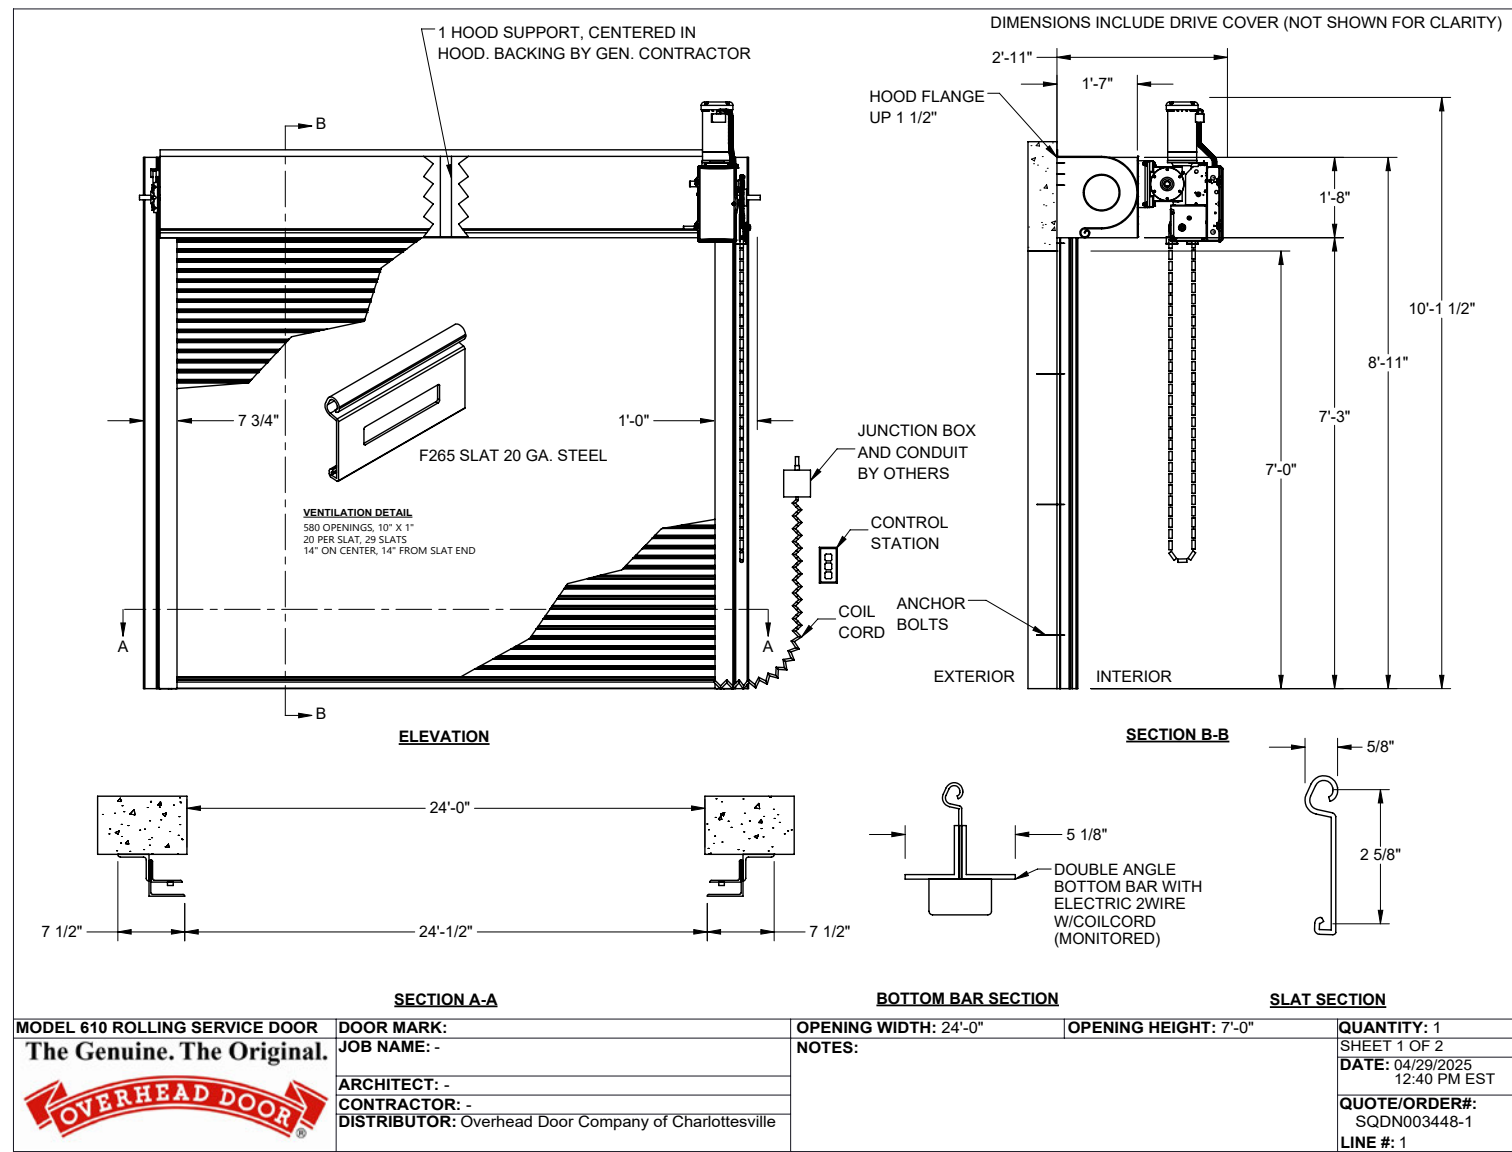 DIMENSIONS INCLUDE DRIVE COVER (NOT SHOWN FOR CLARITY)
1 HOOD SUPPORT, CENTERED IN
HOOD. BACKING BY GEN. CONTRACTOR
2'-11"
1'-7"
HOOD FLANGE
UP 1 1/2"
B
1'-8"
10'-1 1/2"
8'-11"
7'-3"
7'-0"
7 3/4"
1'-0"
F265 SLAT 20 GA. STEEL
JUNCTION BOX
AND CONDUIT
BY OTHERS
VENTILATION DETAIL
580 OPENINGS, 10" X 1"
20 PER SLAT, 29 SLATS
14" ON CENTER, 14" FROM SLAT END
CONTROL
STATION
COIL
CORD
ANCHOR
BOLTS
A
A
EXTERIOR
INTERIOR
B
ELEVATION
SECTION B-B
24'-0"
7 1/2"
24'-1/2"
7 1/2"
SECTION A-A
5 1/8"
DOUBLE ANGLE
BOTTOM BAR WITH
ELECTRIC 2WIRE
W/COILCORD
(MONITORED)
BOTTOM BAR SECTION
5/8"
2 5/8"
SLAT SECTION
MODEL 610 ROLLING SERVICE DOOR
The Genuine. The Original.
OVERHEAD DOOR
®
DOOR MARK:
JOB NAME: -
ARCHITECT: -
CONTRACTOR: -
DISTRIBUTOR: Overhead Door Company of Charlottesville
OPENING WIDTH: 24'-0"
OPENING HEIGHT: 7'-0"
NOTES:
QUANTITY: 1
SHEET 1 OF 2
DATE: 04/29/2025
12:40 PM EST
QUOTE/ORDER#:
SQDN003448-1
LINE #: 1